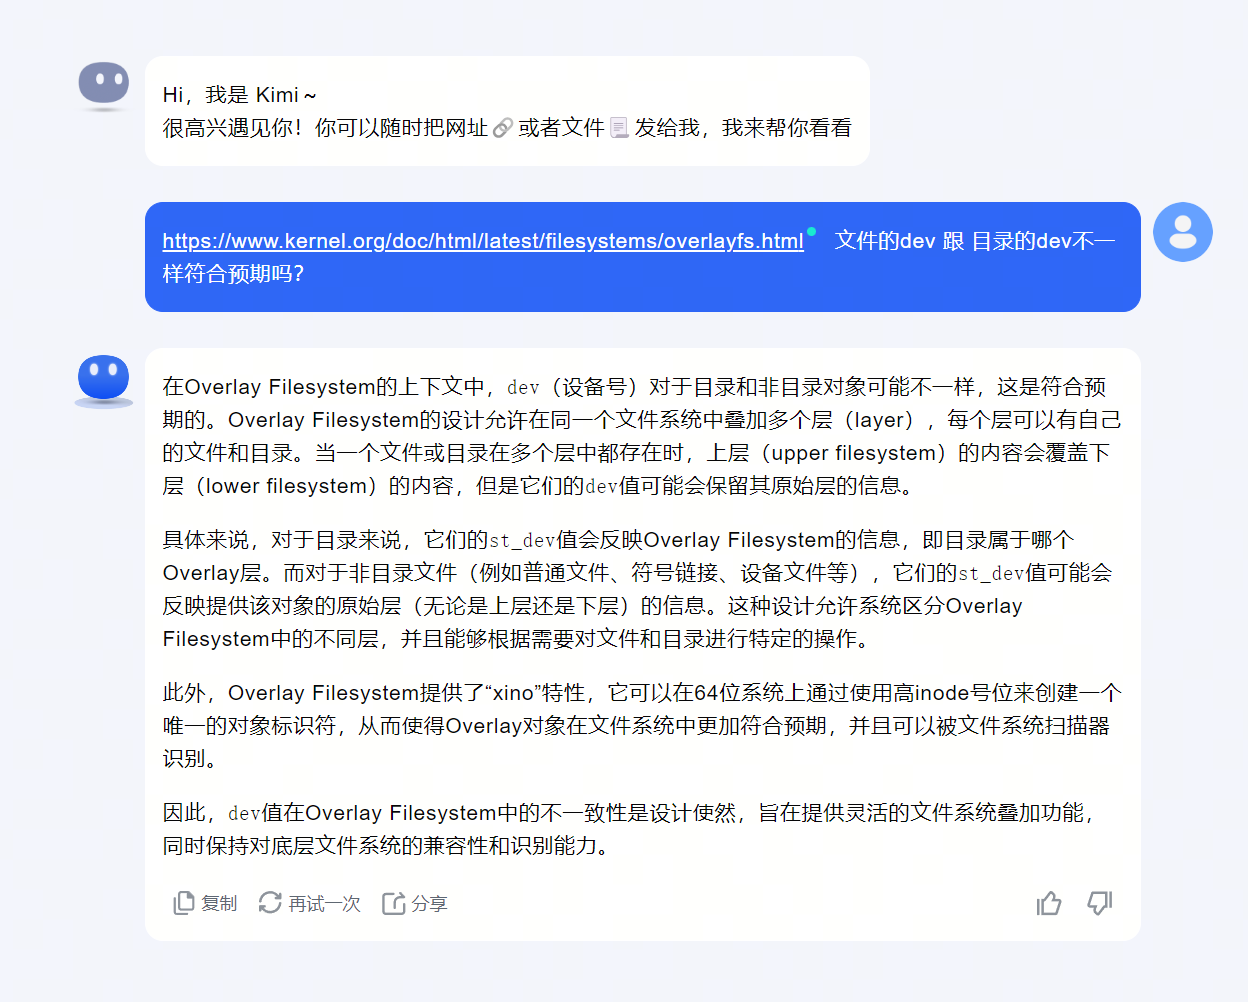 Hi，我是 Kimi～
很高兴遇见你！你可以随时把网址🔗或者文件📃发给我，我来帮你看看
https://www.kernel.org/doc/html/latest/filesystems/overlayfs.html 文件的dev 跟 目录的dev不一
样符合预期吗？
在Overlay Filesystem的上下文中，dev（设备号）对于目录和非目录对象可能不一样，这是符合预
期的。Overlay Filesystem的设计允许在同一个文件系统中叠加多个层（layer），每个层可以有自己
的文件和目录。当一个文件或目录在多个层中都存在时，上层（upper filesystem）的内容会覆盖下
层（lower filesystem）的内容，但是它们的dev值可能会保留其原始层的信息。
具体来说，对于目录来说，它们的st_dev值会反映Overlay Filesystem的信息，即目录属于哪个
Overlay层。而对于非目录文件（例如普通文件、符号链接、设备文件等），它们的st_dev值可能会
反映提供该对象的原始层（无论是上层还是下层）的信息。这种设计允许系统区分Overlay
Filesystem中的不同层，并且能够根据需要对文件和目录进行特定的操作。
此外，Overlay Filesystem提供了“xino”特性，它可以在64位系统上通过使用高inode号位来创建一个
唯一的对象标识符，从而使得Overlay对象在文件系统中更加符合预期，并且可以被文件系统扫描器
识别。
因此，dev值在Overlay Filesystem中的不一致性是设计使然，旨在提供灵活的文件系统叠加功能，
同时保持对底层文件系统的兼容性和识别能力。
复制 再试一次 分享